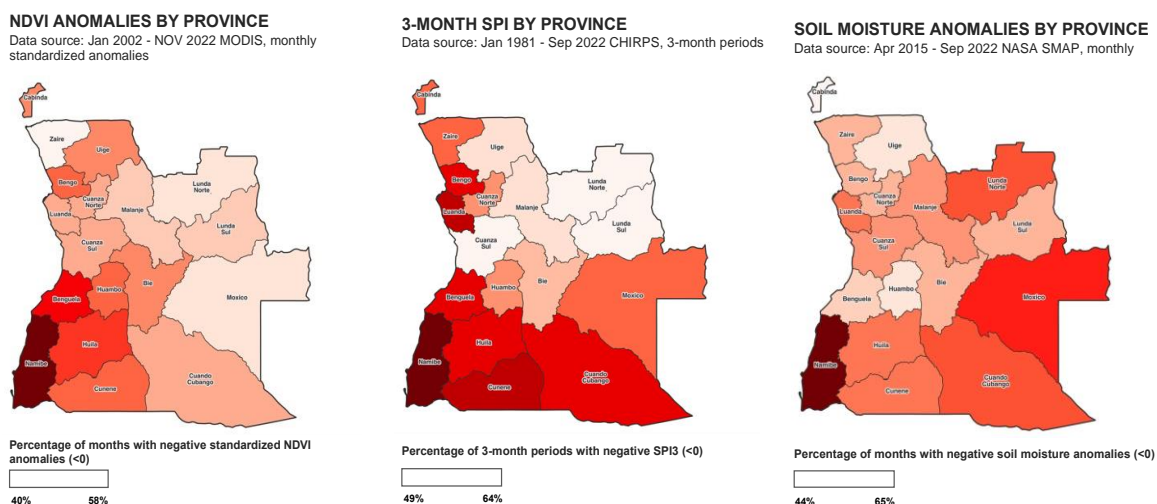 NDVI ANOMALIES BY PROVINCE
Data source: Jan 2002 - NOV 2022 MODIS, monthly
standardized anomalies
Cabinda
Zaire
Uige
Bengo
Cuanza
Norte
Luanda
Malanje
Lunda
Norte
Lunda
Sul
Cuanza
Sul
Benguela
Huambo
Bie
Moxico
Namibe
Huila
Cunene
Cuando
Cubango
Percentage of months with negative standardized NDVI
anomalies (<0)
40% 58%
3-MONTH SPI BY PROVINCE
Data source: Jan 1981 - Sep 2022 CHIRPS, 3-month periods
Cabinda
Zaire
Uige
Bengo
Cuanza
Norte
Luanda
Malanje
Lunda
Norte
Lunda
Sul
Cuanza
Sul
Benguela
Huambo
Bie
Moxico
Namibe
Huila
Cunene
Cuando
Cubango
Percentage of 3-month periods with negative SPI3 (<0)
49% 64%
SOIL MOISTURE ANOMALIES BY PROVINCE
Data source: Apr 2015 - Sep 2022 NASA SMAP, monthly
Cabinda
Zaire
Uige
Bengo
Cuanza
Norte
Luanda
Malanje
Lunda
Norte
Lunda
Sul
Cuanza
Sul
Benguela
Huambo
Bie
Moxico
Namibe
Huila
Cunene
Cuando
Cubango
Percentage of months with negative soil moisture anomalies (<0)
44% 65%